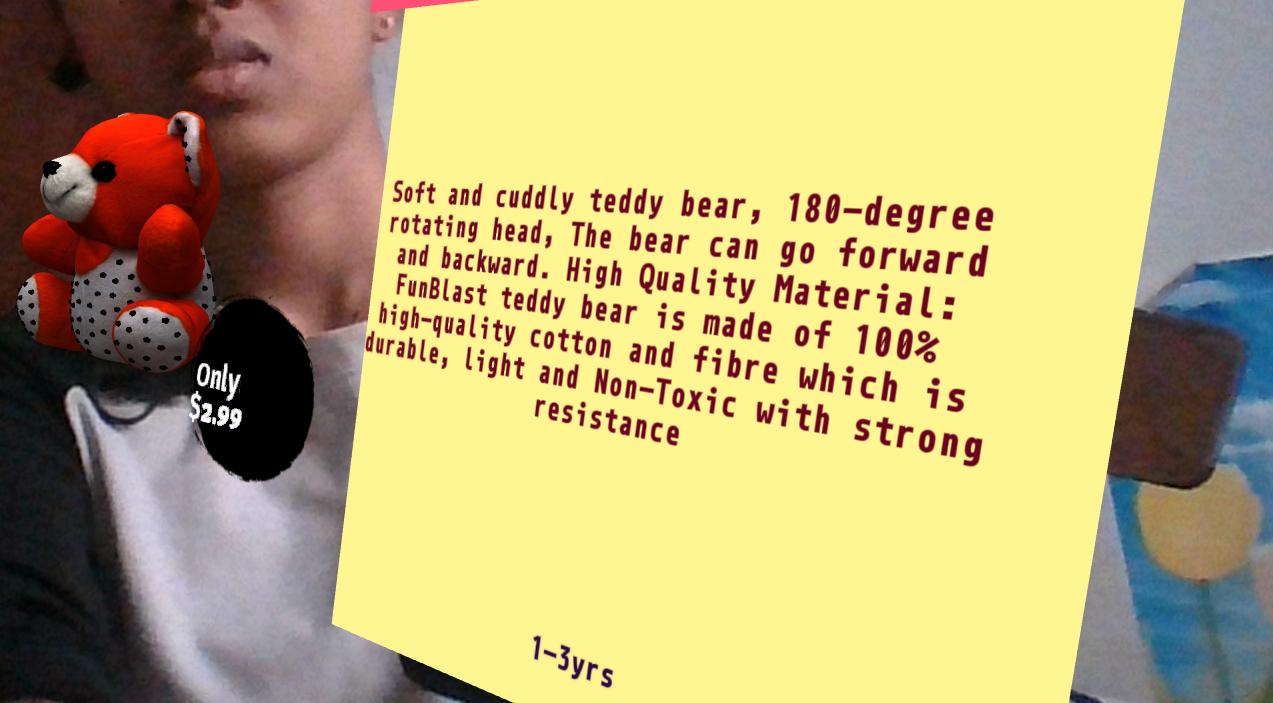 Soft and cuddly teddy bear, 180-degree
rotating head, The bear can go forward
and backward. High Quality Material:
FunBlast teddy bear is made of 100%
high-quality cotton and fibre which is
durable, light and Non-Toxic with strong
resistance
Only
$2.99
1-3yrs